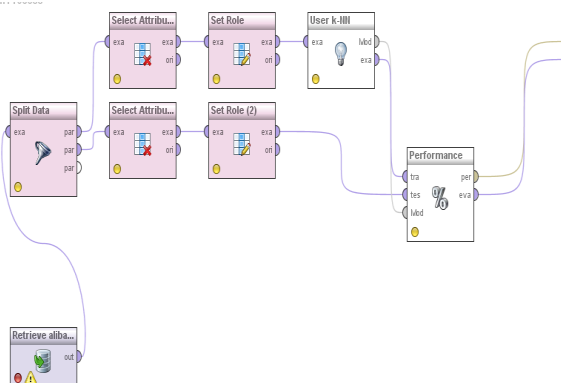 Select Attribu...
exa
exa
ori
Set Role
exa
exa
ori
User k-NN
exa
Mod
exa
Split Data
exa
par
par
par
Select Attribu...
exa
exa
ori
Set Role (2)
exa
exa
ori
Performance
tra
per
tes
eva
Mod
%
Retrieve aliba...
out